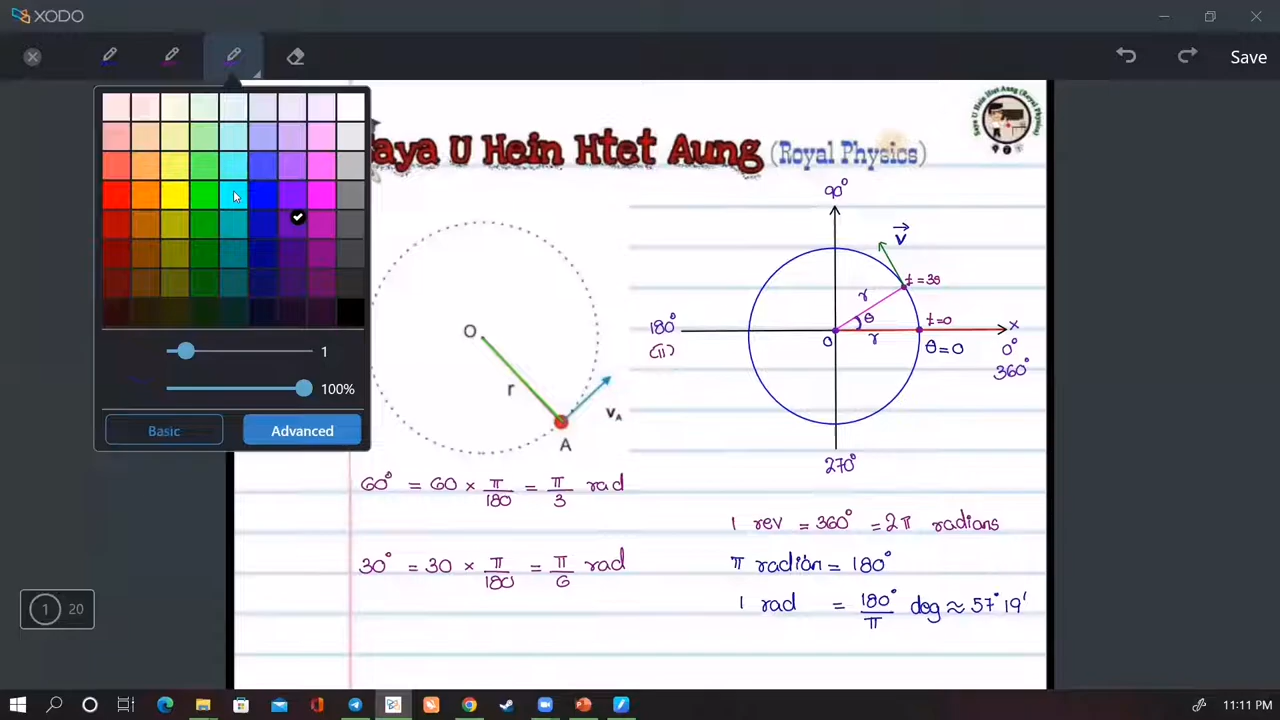 XODO
Save
aya U Hein Htet Aung (Royal Physics)
90°
v
t=3s
r
θ
t=0
x
180°
(π)
O
r
θ=0
0°
360°
270°
O
r
v_A
A
1
100%
Basic
Advanced
60° = 60 × π/180 = π/3 rad
30° = 30 × π/180 = π/6 rad
1 rev = 360° = 2π radians
π radian = 180°
1 rad = 180°/π deg ≈ 57° 19'
1 20
11:11 PM